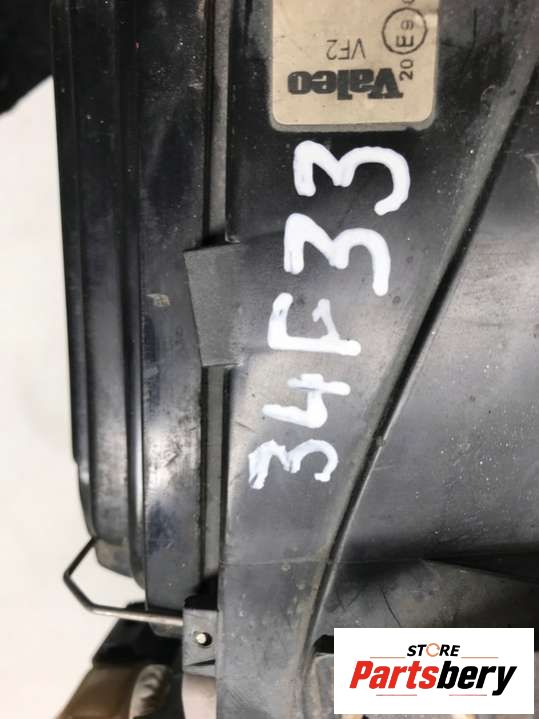 Valeo
VF2
20 E9
34F33
STORE
Partsbery